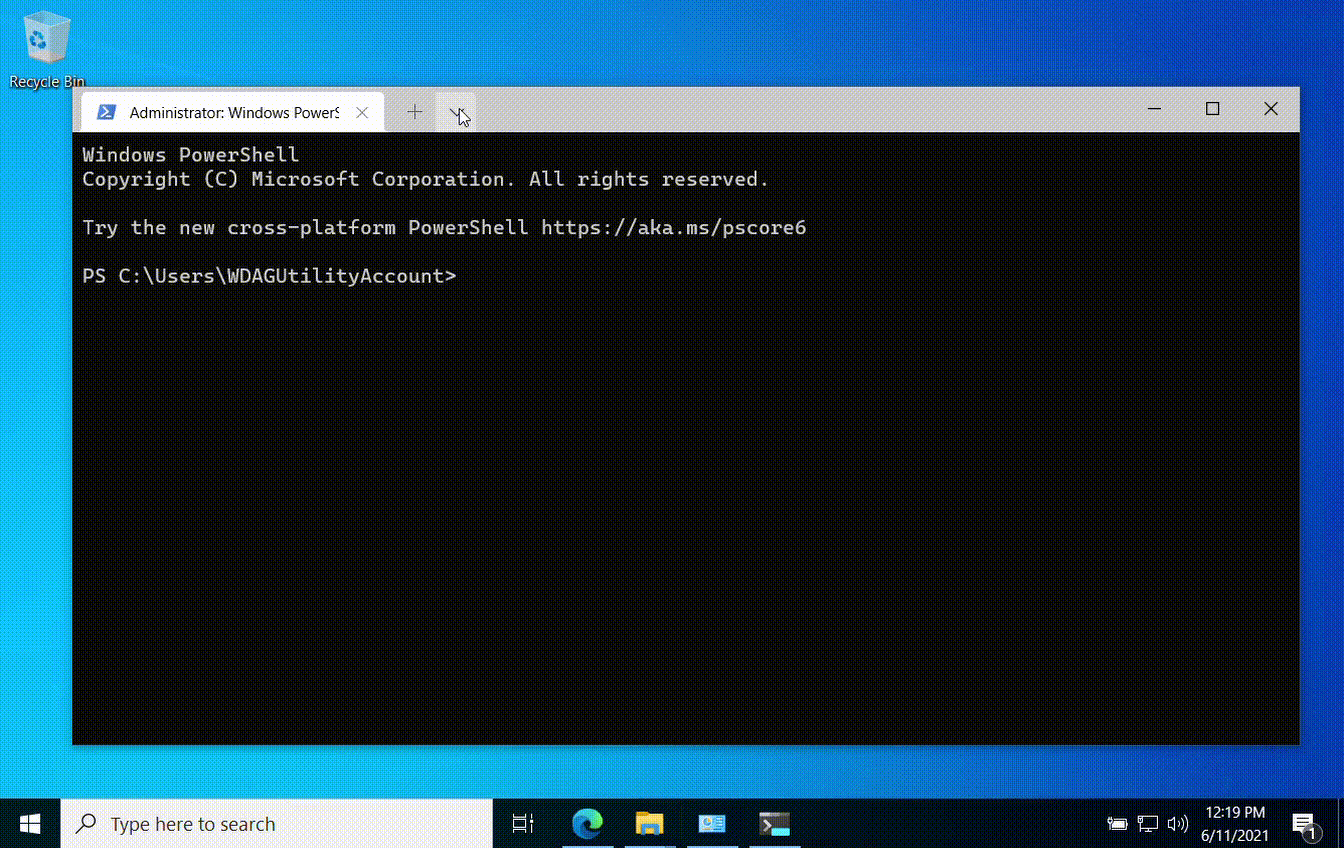 Recycle Bin
Administrator: Windows PowerS
Windows PowerShell
Copyright (C) Microsoft Corporation. All rights reserved.
Try the new cross-platform PowerShell https://aka.ms/pscore6
PS C:\Users\WDAGUtilityAccount>
Type here to search
12:19 PM
6/11/2021
1